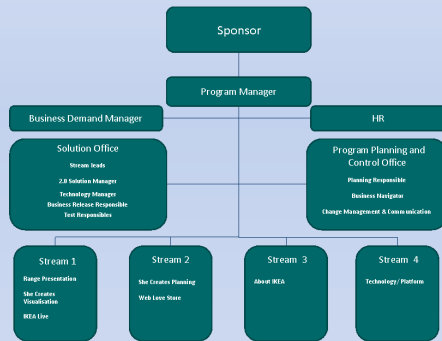 Sponsor
Program Manager
Business Demand Manager
HR
Solution Office
Stream leads
2.0 Solution Manager
Technology Manager
Business Release Responsible
Test Responsibles
Program Planning and
Control Office
Planning Responsible
Business Navigator
Change Management & Communication
Stream 1
Range Presentation
She Creates
Visualisation
IKEA Live
Stream 2
She Creates Planning
Web Love Store
Stream 3
About IKEA
Stream 4
Technology/ Platform